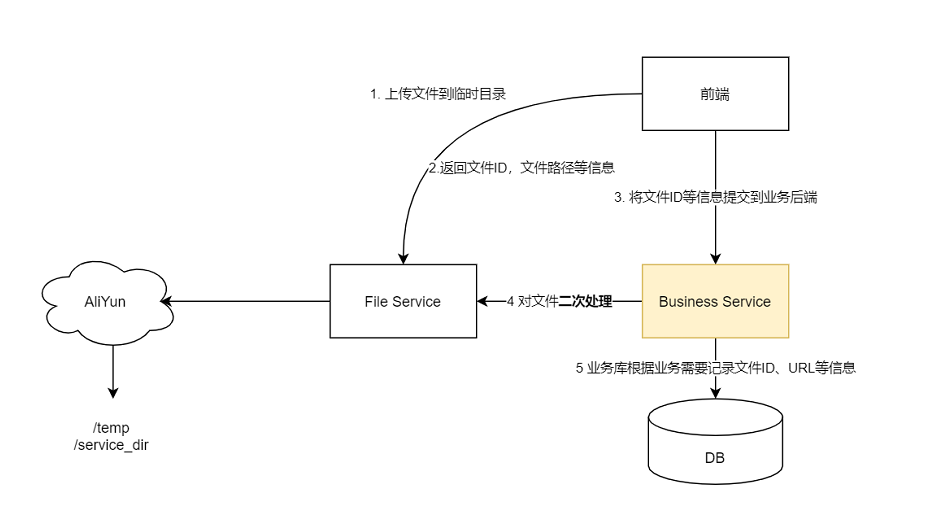 前端
1. 上传文件到临时目录
2.返回文件ID，文件路径等信息
3. 将文件ID等信息提交到业务后端
AliYun
File Service
4 对文件二次处理
Business Service
5 业务库根据业务需要记录文件ID、URL等信息
/temp
/service_dir
DB